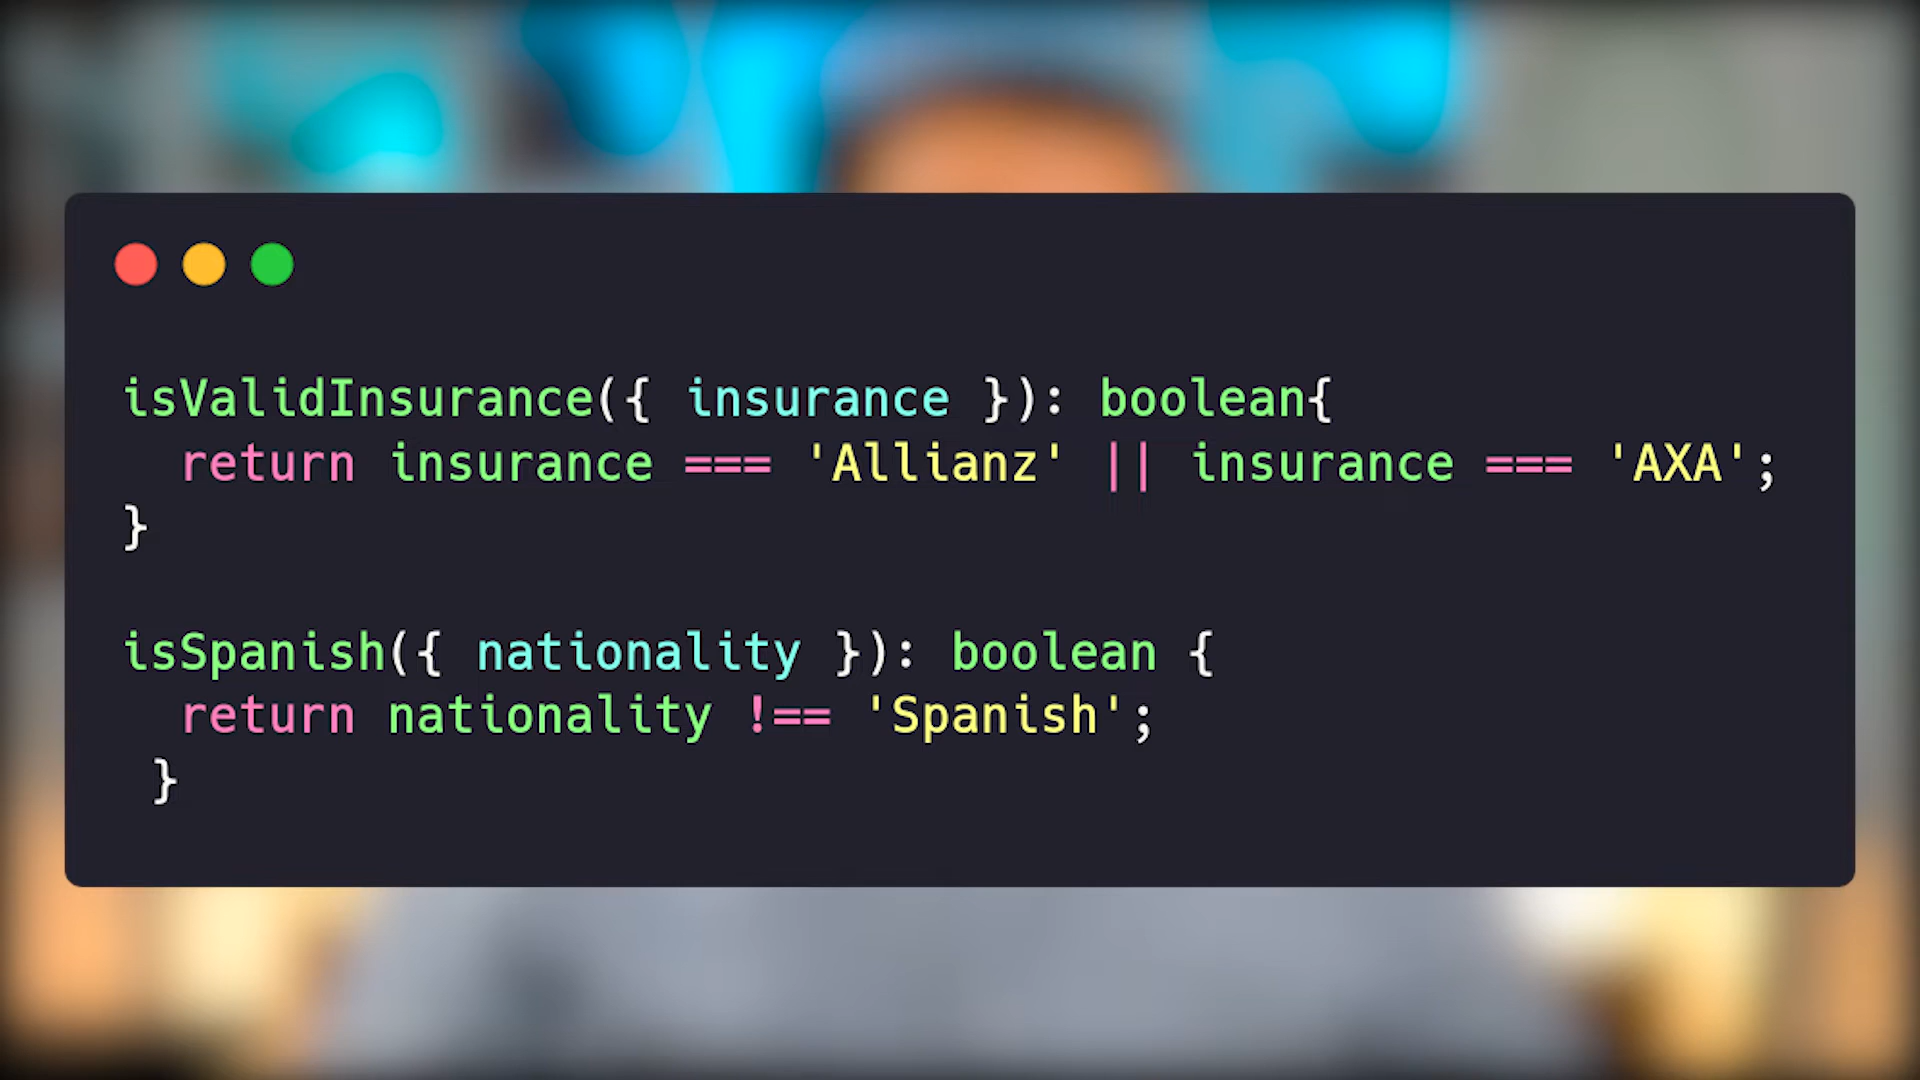 isValidInsurance({ insurance }): boolean{
  return insurance === 'Allianz' || insurance === 'AXA';
}

isSpanish({ nationality }): boolean {
  return nationality !== 'Spanish';
 }